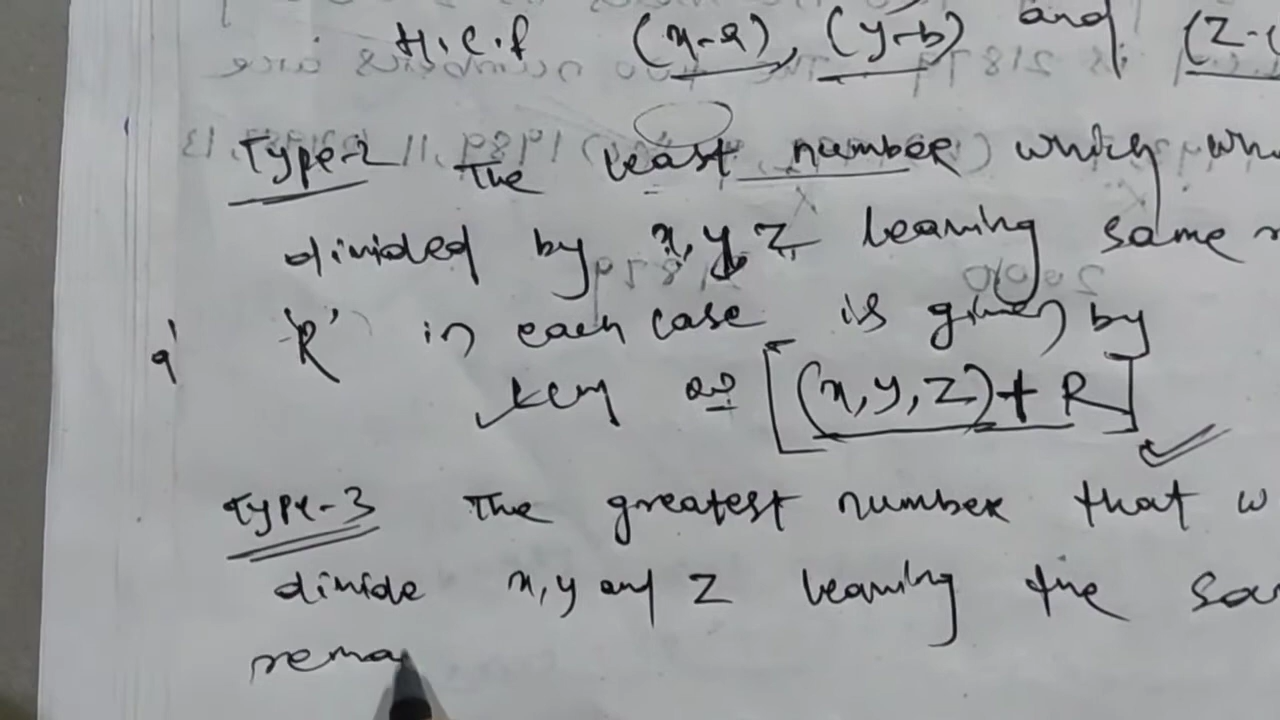 H.C.f (x-a), (y-b) and (z-
Type-2 The least number which whe
divided by x, y, z leaving same r
'R' in each case is given by
LCM of [(x, y, z) + R]
Type-3 The greatest number that w
divide x, y and z leaving the sa
rema